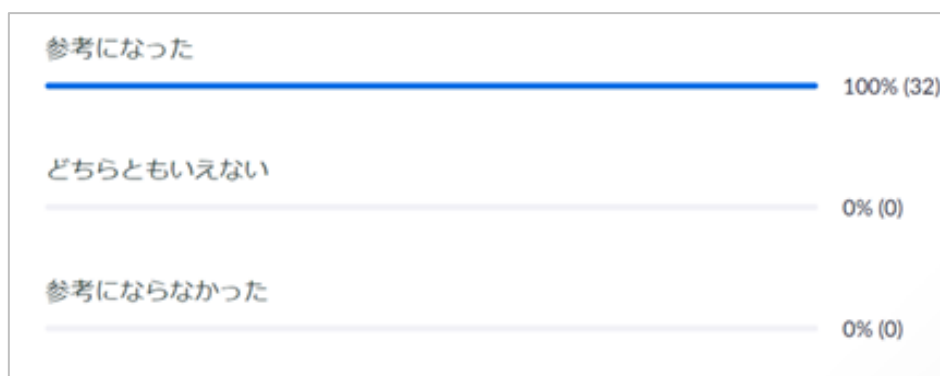 参考になった
100% (32)
どちらともいえない
0% (0)
参考にならなかった
0% (0)